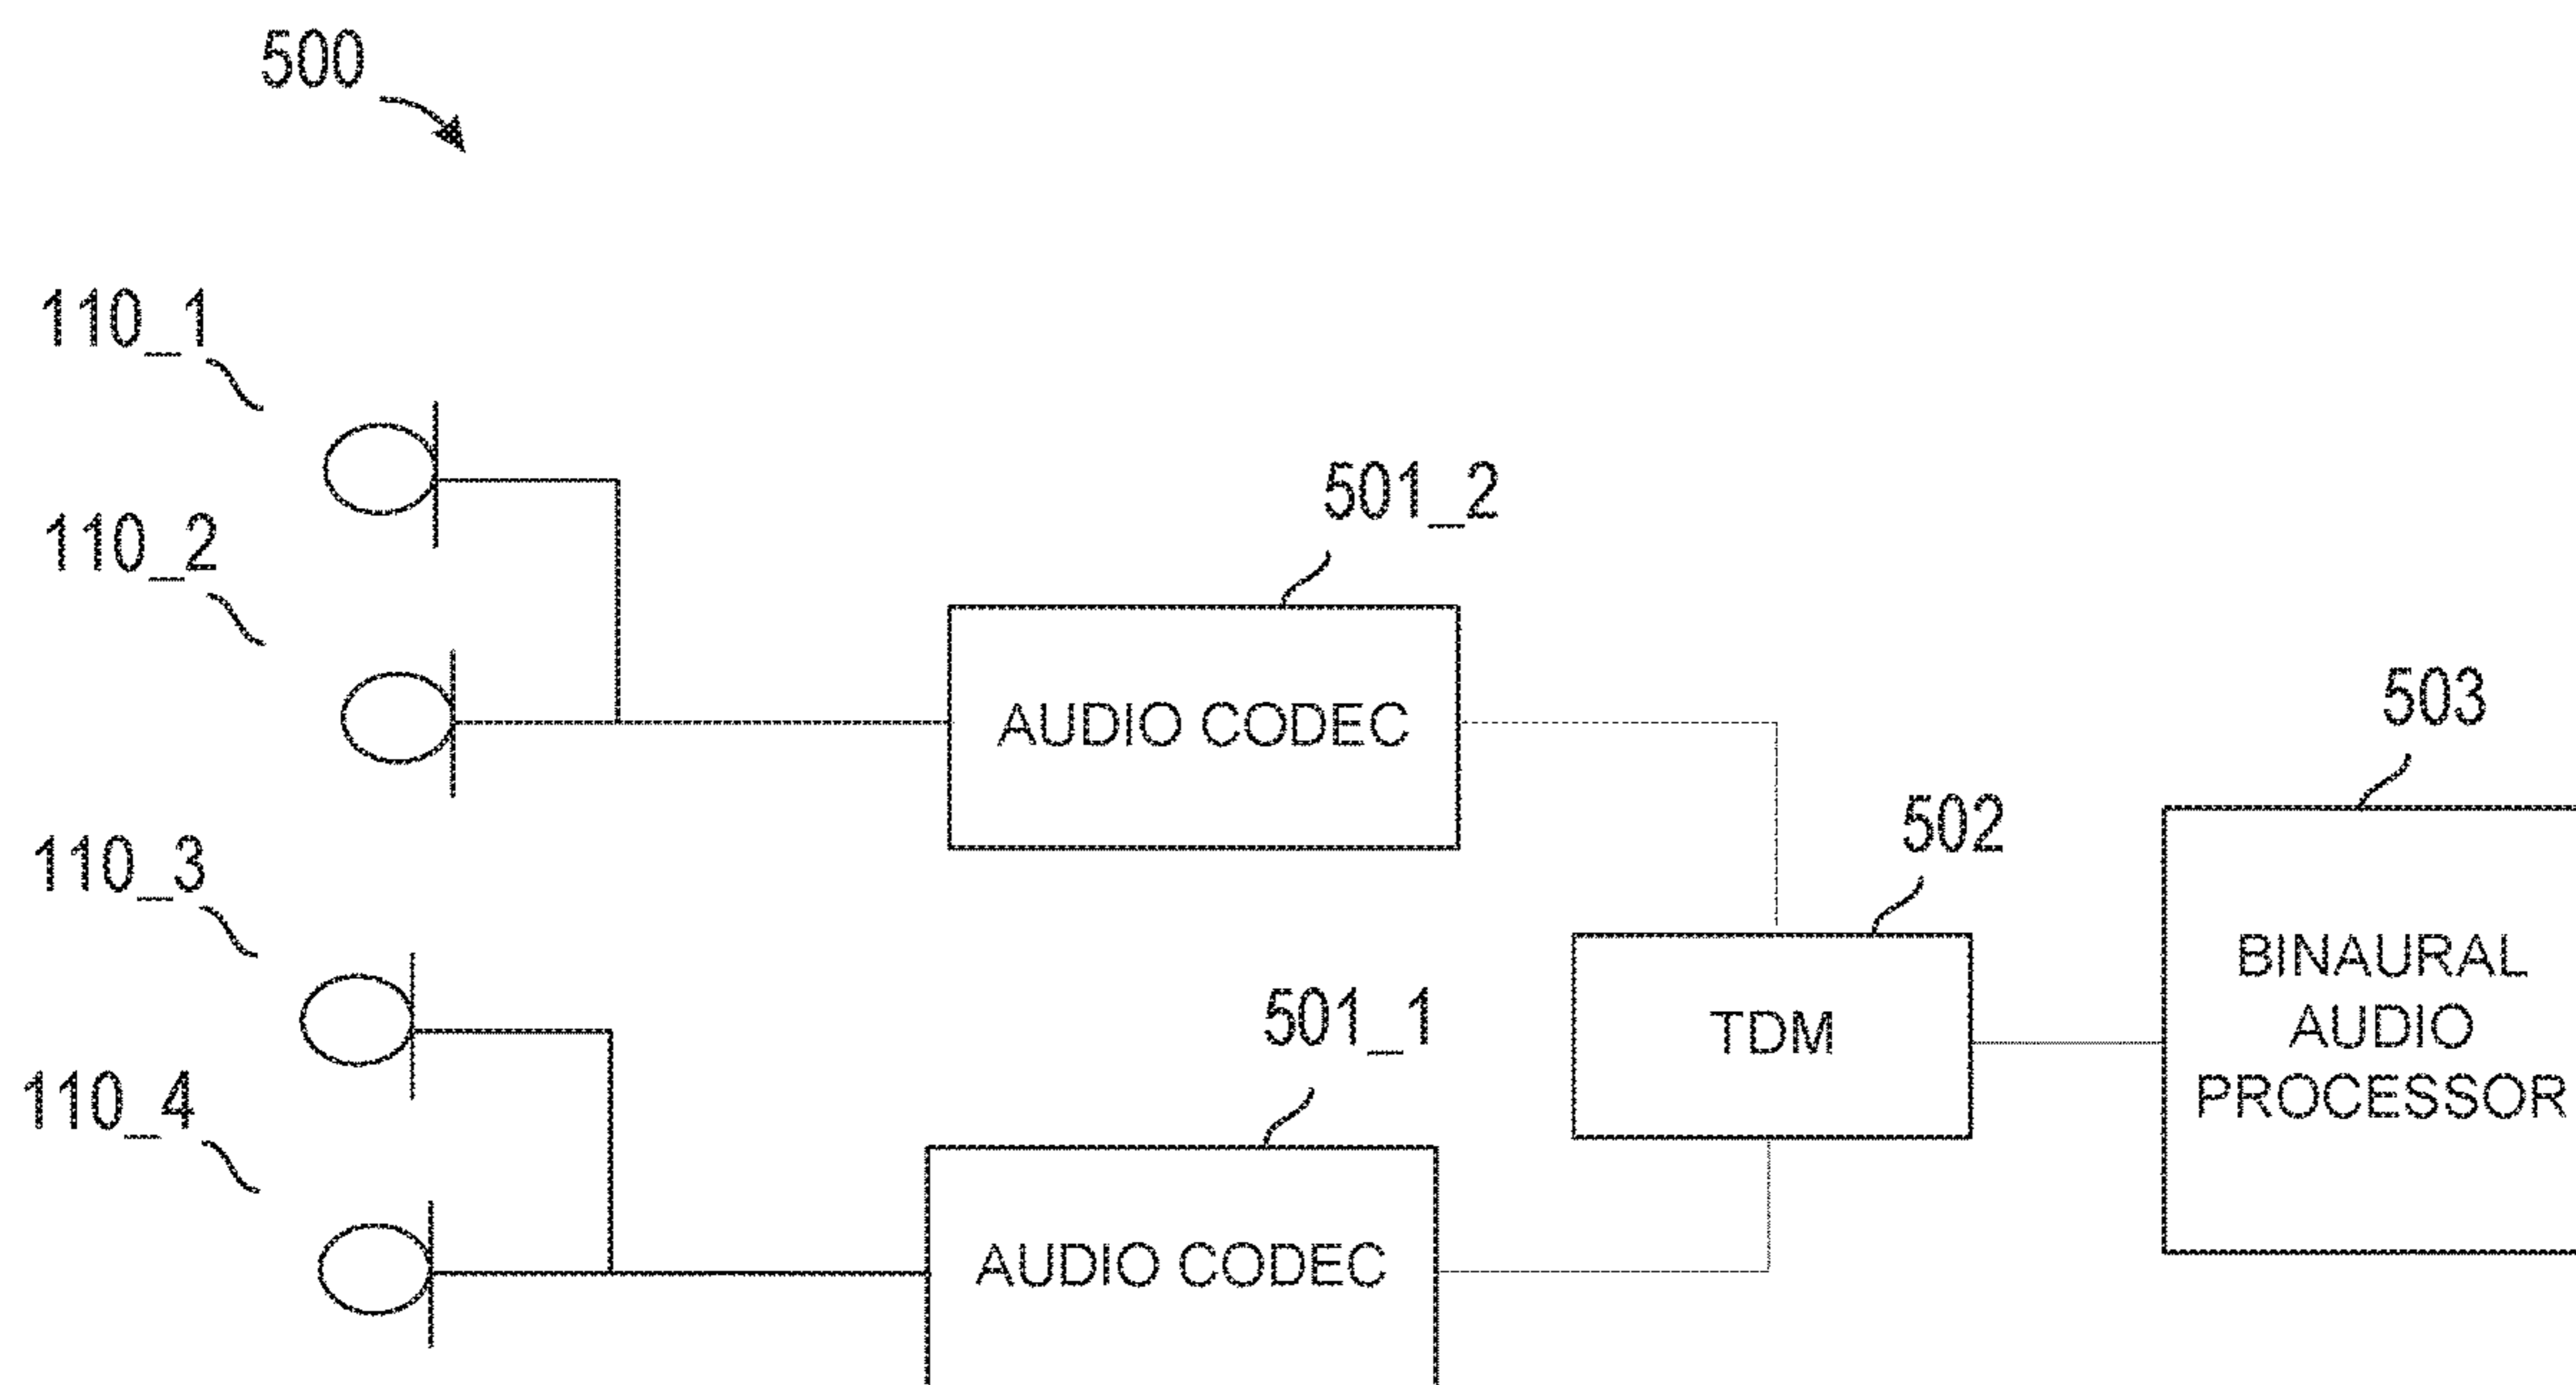 500
110_1
110_2
501_2
AUDIO CODEC
503
110_3
502
BINAURAL
AUDIO
PROCESSOR
TDM
501_1
110_4
AUDIO CODEC